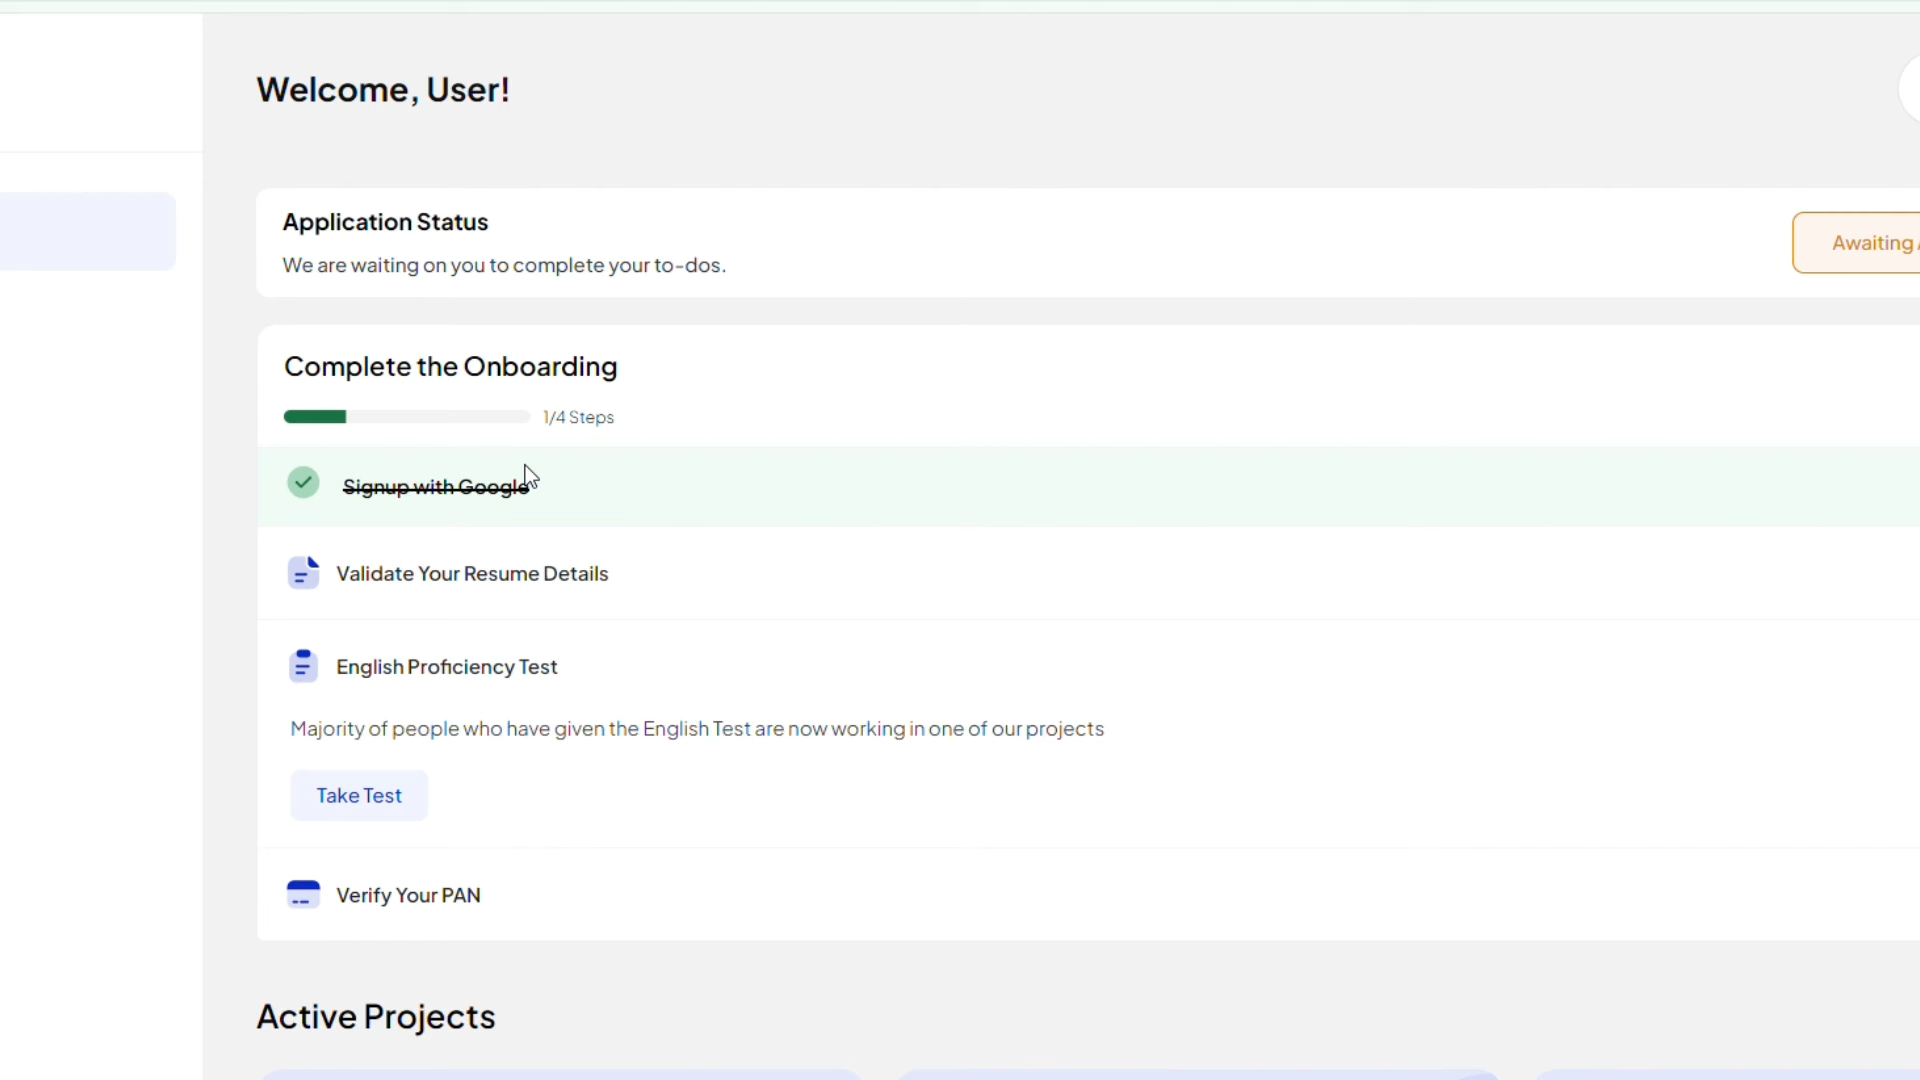 Welcome, User!
Application Status
We are waiting on you to complete your to-dos.
Awaiting
Complete the Onboarding
1/4 Steps
Signup with Google
Validate Your Resume Details
English Proficiency Test
Majority of people who have given the English Test are now working in one of our projects
Take Test
Verify Your PAN
Active Projects